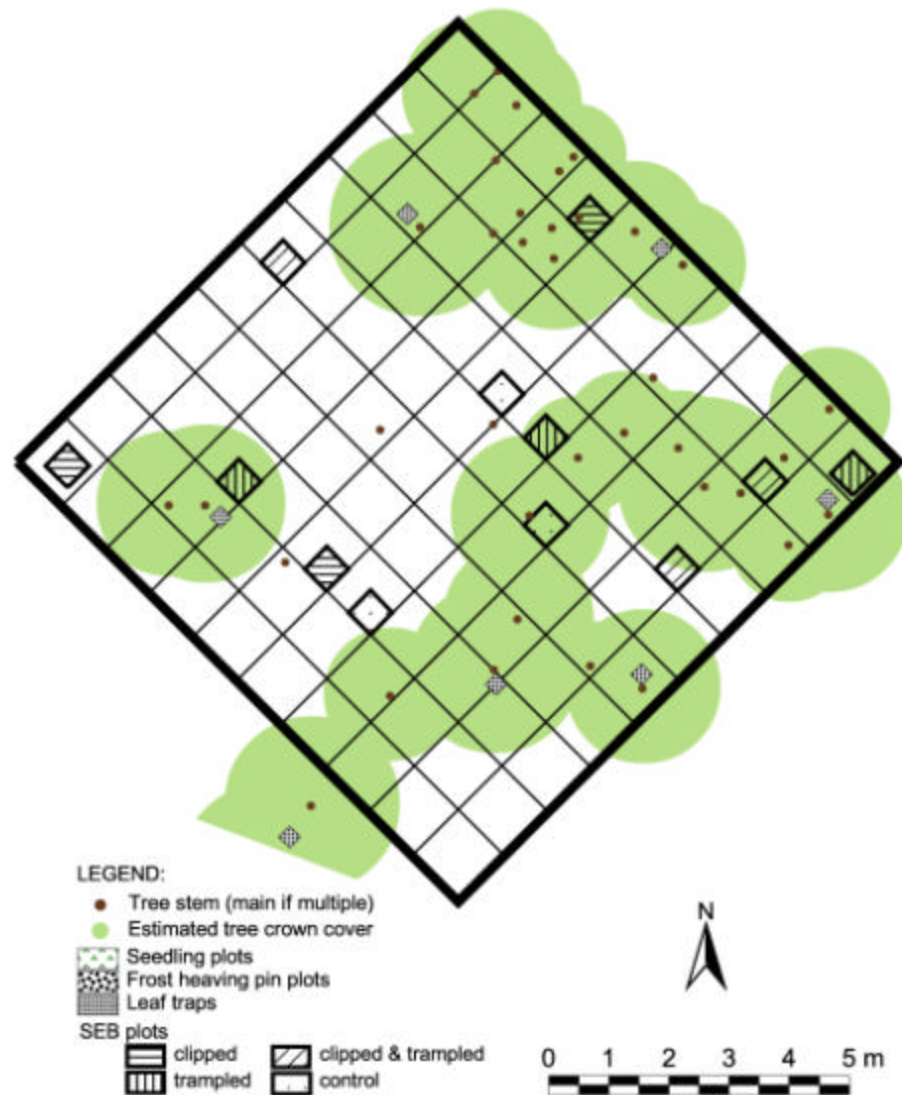 LEGEND:
Tree stem (main if multiple)
Estimated tree crown cover
Seedling plots
Frost heaving pin plots
Leaf traps
SEB plots
clipped
clipped & trampled
trampled
control
N
0 1 2 3 4 5 m